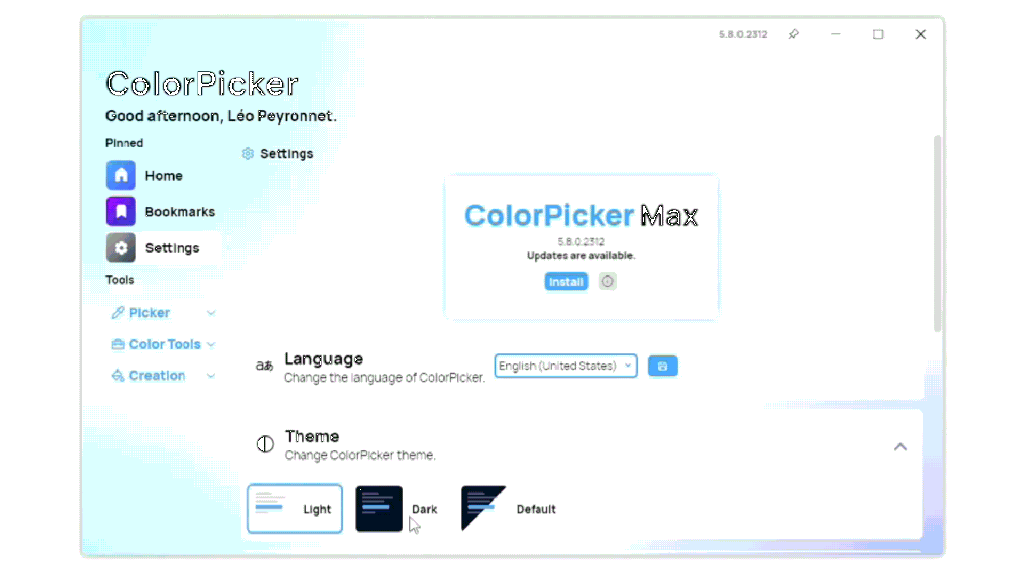 5.8.0.2312
ColorPicker
Good afternoon, Léo Peyronnet.
Pinned
Home
Bookmarks
Settings
Tools
Picker
Color Tools
Creation
Settings
ColorPicker Max
5.8.0.2312
Updates are available.
Install
aあ
Language
Change the language of ColorPicker.
English (United States)
Theme
Change ColorPicker theme.
Light
Dark
Default